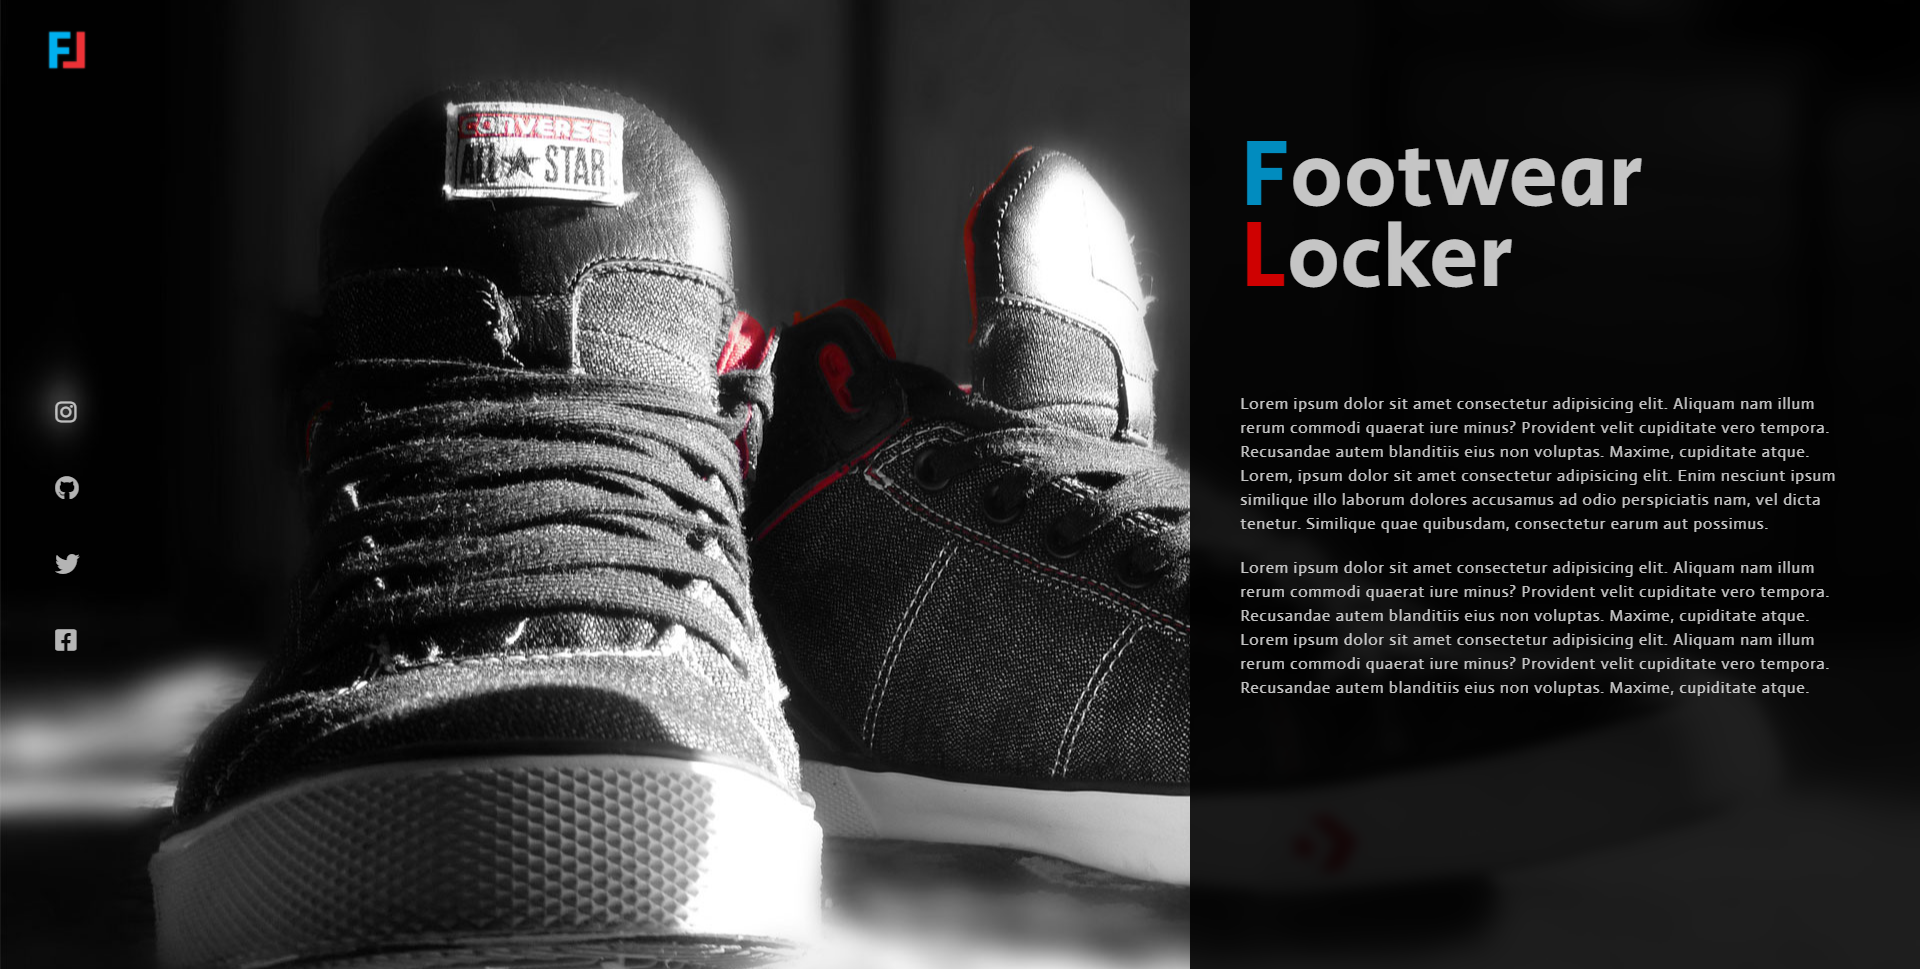 FL
CONVERSE
ALL STAR
Footwear
Locker
Lorem ipsum dolor sit amet consectetur adipisicing elit. Aliquam nam illum
rerum commodi quaerat iure minus? Provident velit cupiditate vero tempora.
Recusandae autem blanditiis eius non voluptas. Maxime, cupiditate atque.
Lorem, ipsum dolor sit amet consectetur adipisicing elit. Enim nesciunt ipsum
similique illo laborum dolores accusamus ad odio perspiciatis nam, vel dicta
tenetur. Similique quae quibusdam, consectetur earum aut possimus.
Lorem ipsum dolor sit amet consectetur adipisicing elit. Aliquam nam illum
rerum commodi quaerat iure minus? Provident velit cupiditate vero tempora.
Recusandae autem blanditiis eius non voluptas. Maxime, cupiditate atque.
Lorem ipsum dolor sit amet consectetur adipisicing elit. Aliquam nam illum
rerum commodi quaerat iure minus? Provident velit cupiditate vero tempora.
Recusandae autem blanditiis eius non voluptas. Maxime, cupiditate atque.